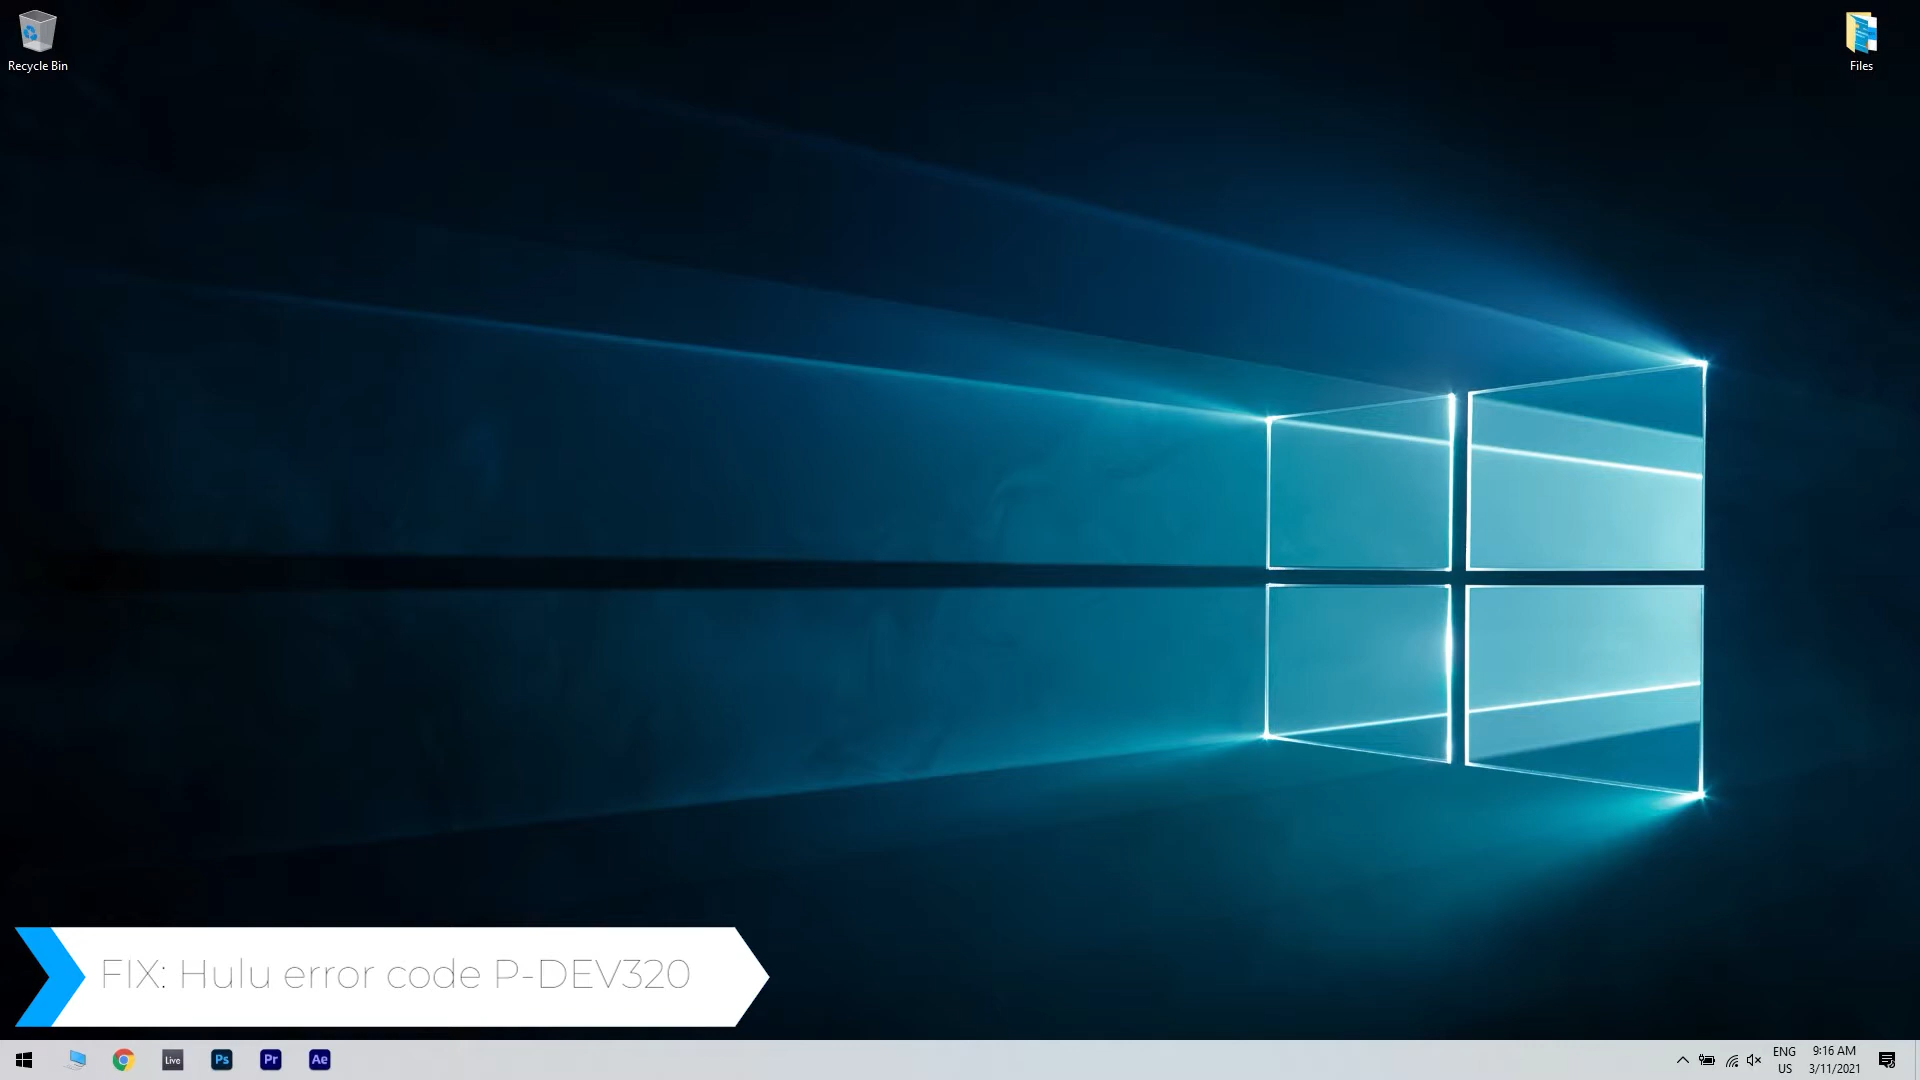 Recycle Bin
Files
FIX: Hulu error code P-DEV320
Live
Ps
Pr
Ae
ENG
US
9:16 AM
3/11/2021